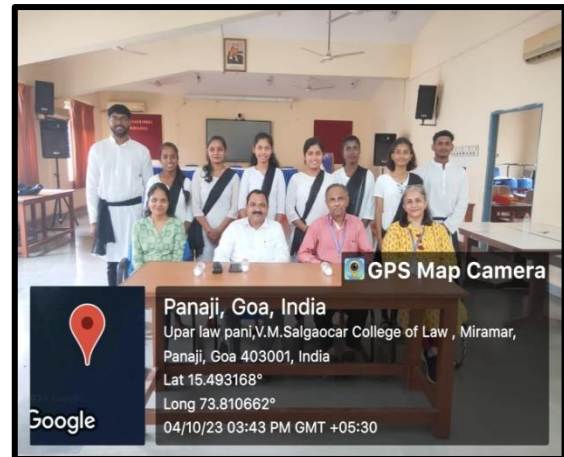 GPS Map Camera
Panaji, Goa, India
Upar law pani,V.M.Salgaocar College of Law , Miramar,
Panaji, Goa 403001, India
Lat 15.493168°
Long 73.810662°
04/10/23 03:43 PM GMT +05:30
Google